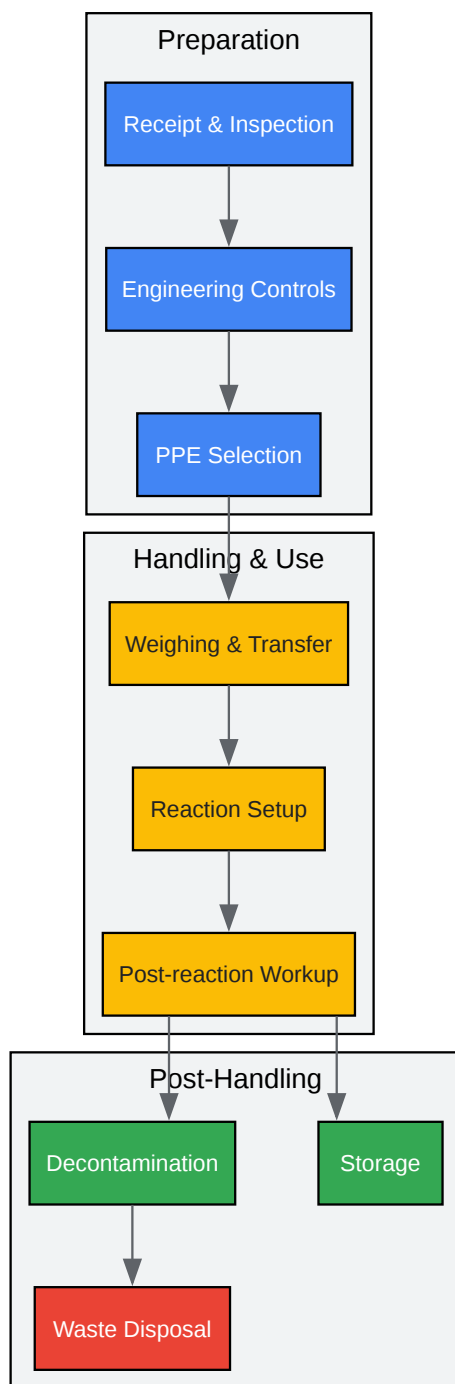 Preparation
Receipt & Inspection
Engineering Controls
PPE Selection
Handling & Use
Weighing & Transfer
Reaction Setup
Post-reaction Workup
Post-Handling
Decontamination
Storage
Waste Disposal